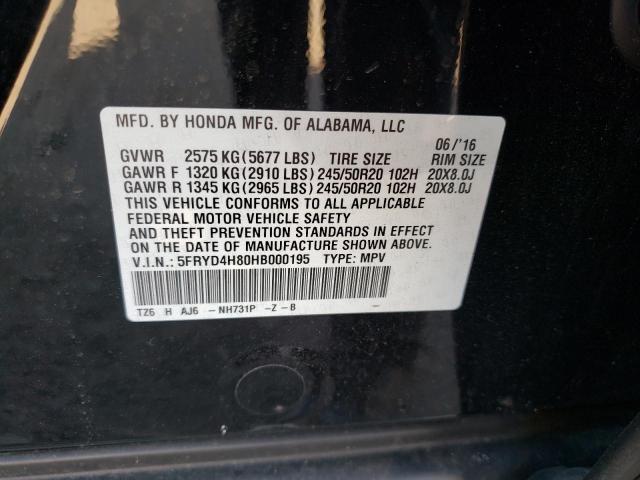 MFD. BY HONDA MFG. OF ALABAMA, LLC
06/'16
GVWR 2575 KG(5677 LBS) TIRE SIZE RIM SIZE
GAWR F 1320 KG(2910 LBS) 245/50R20 102H 20X8.0J
GAWR R 1345 KG(2965 LBS) 245/50R20 102H 20X8.0J
THIS VEHICLE CONFORMS TO ALL APPLICABLE
FEDERAL MOTOR VEHICLE SAFETY
AND THEFT PREVENTION STANDARDS IN EFFECT
ON THE DATE OF MANUFACTURE SHOWN ABOVE.
V.I.N.: 5FRYD4H80HB000195 TYPE: MPV
TZ6 H AJ6 -NH731P -Z -B -